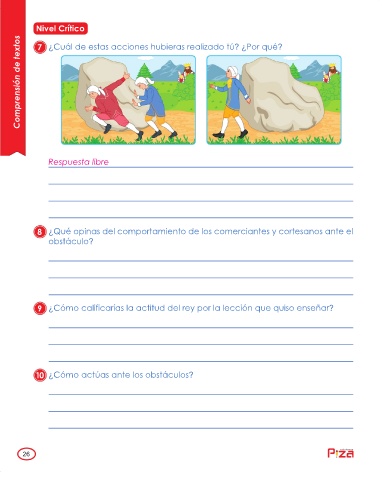 Nivel Crítico
Comprensión de textos
7 ¿Cuál de estas acciones hubieras realizado tú? ¿Por qué?
Respuesta libre
8 ¿Qué opinas del comportamiento de los comerciantes y cortesanos ante el
obstáculo?
9 ¿Cómo calificarías la actitud del rey por la lección que quiso enseñar?
10 ¿Cómo actúas ante los obstáculos?
26
Piza